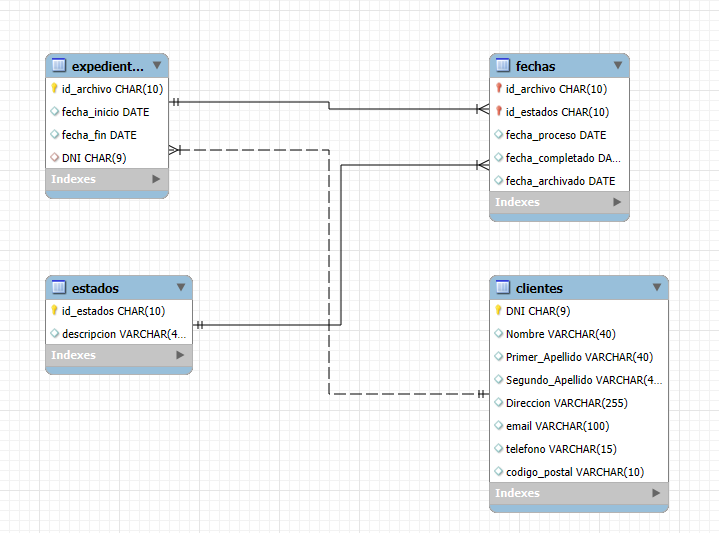 expedient...
id_archivo CHAR(10)
fecha_inicio DATE
fecha_fin DATE
DNI CHAR(9)
Indexes
fechas
id_archivo CHAR(10)
id_estados CHAR(10)
fecha_proceso DATE
fecha_completado DA...
fecha_archivado DATE
Indexes
estados
id_estados CHAR(10)
descripcion VARCHAR(4...
Indexes
clientes
DNI CHAR(9)
Nombre VARCHAR(40)
Primer_Apellido VARCHAR(40)
Segundo_Apellido VARCHAR(4...
Direccion VARCHAR(255)
email VARCHAR(100)
telefono VARCHAR(15)
codigo_postal VARCHAR(10)
Indexes